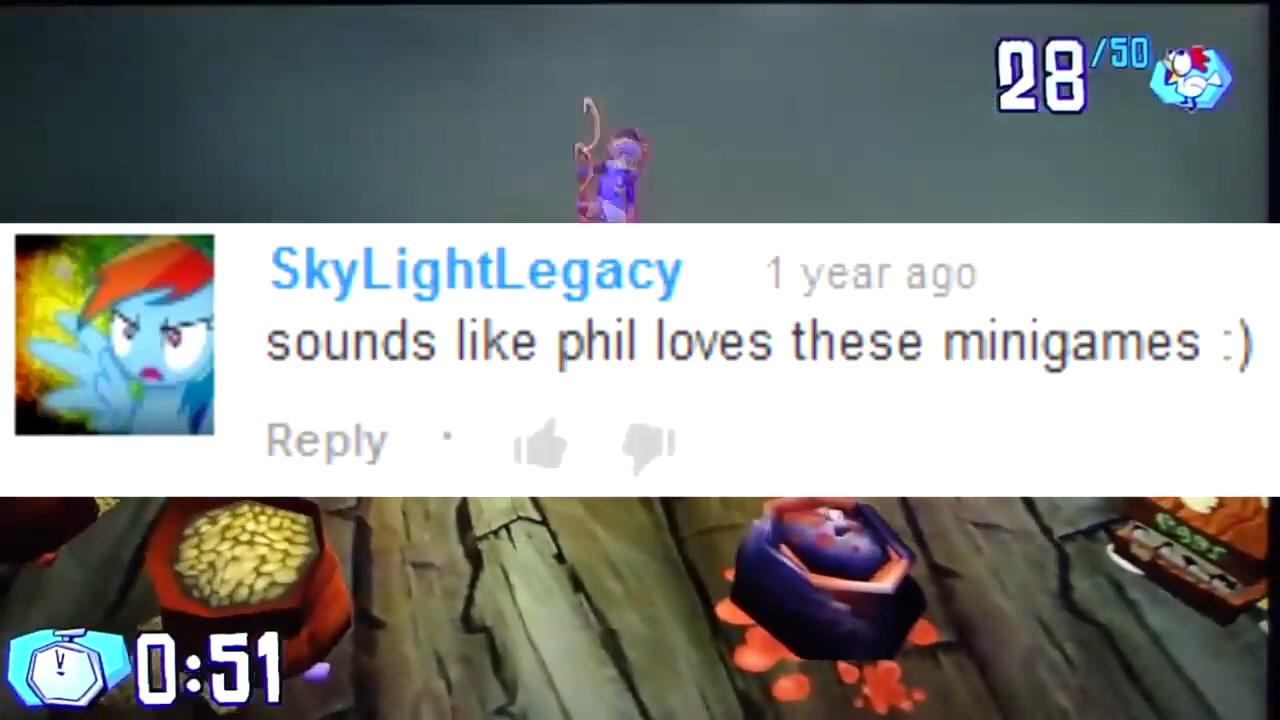 28/50
SkyLightLegacy 1 year ago
sounds like phil loves these minigames :)
Reply ·
0:51